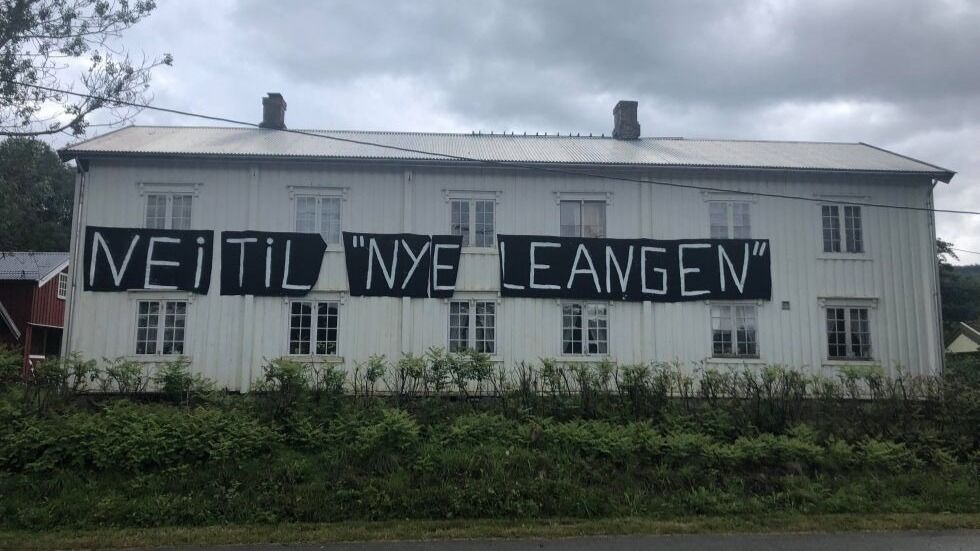 NEi TiL "NYE LEANGEN"